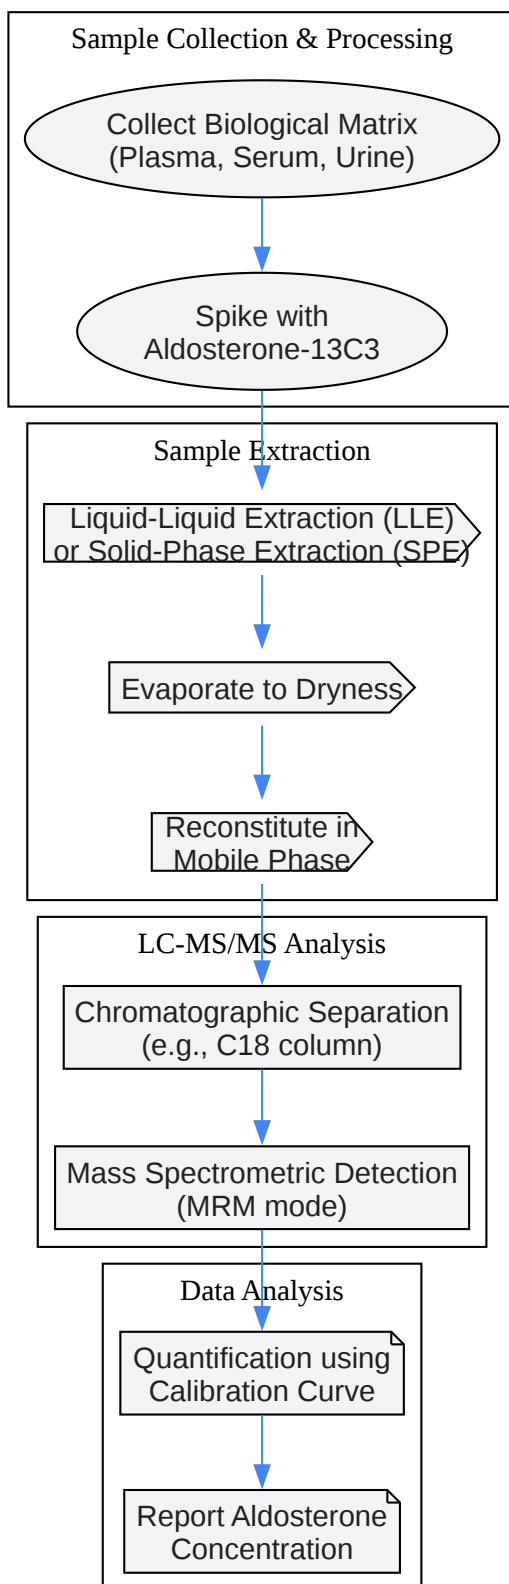 Sample Collection & Processing
Collect Biological Matrix
(Plasma, Serum, Urine)
Spike with
Aldosterone-13C3
Sample Extraction
Liquid-Liquid Extraction (LLE)
or Solid-Phase Extraction (SPE)
Evaporate to Dryness
Reconstitute in
Mobile Phase
LC-MS/MS Analysis
Chromatographic Separation
(e.g., C18 column)
Mass Spectrometric Detection
(MRM mode)
Data Analysis
Quantification using
Calibration Curve
Report Aldosterone
Concentration